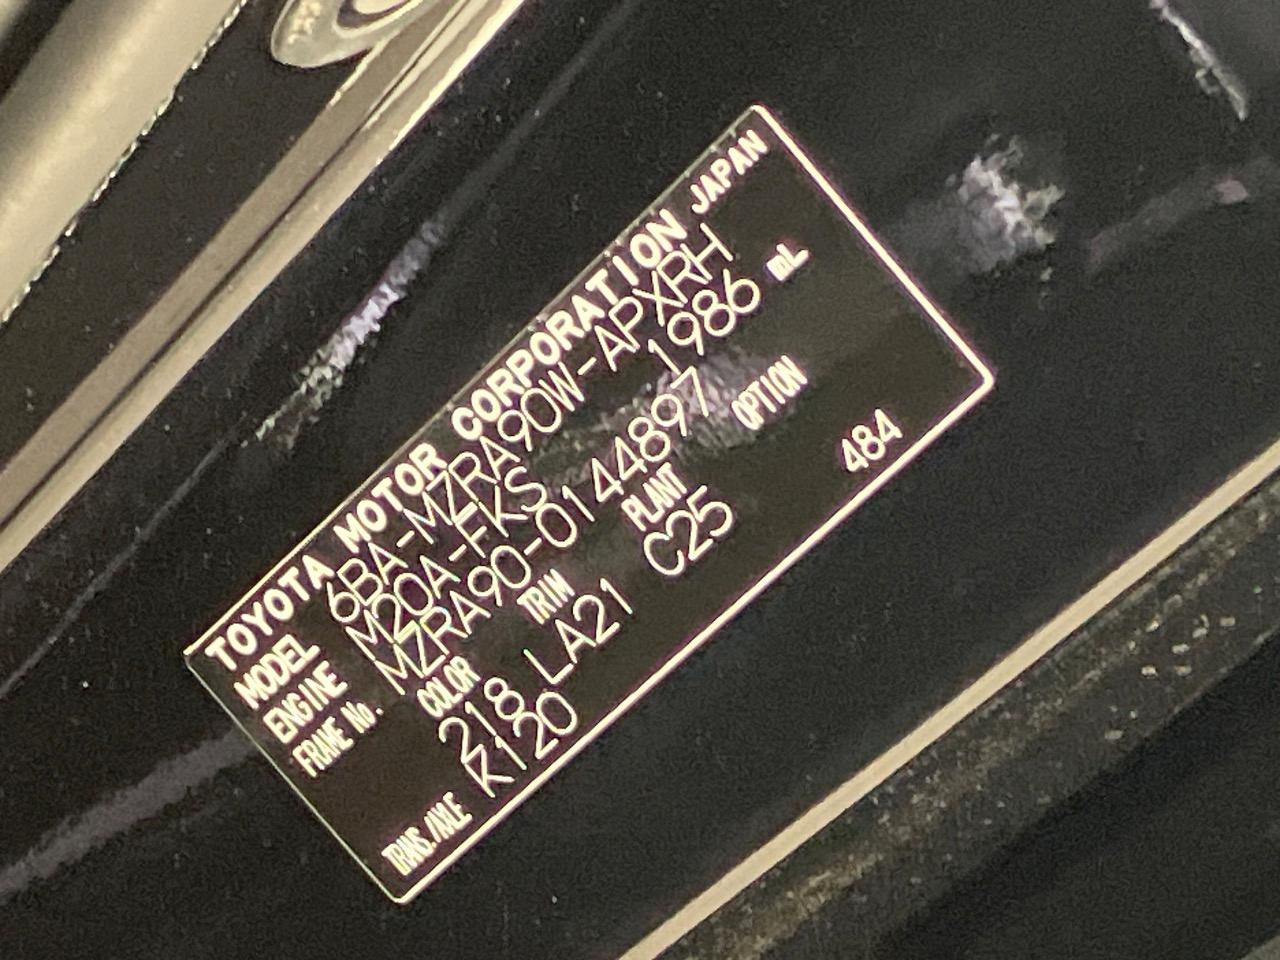 TOYOTA MOTOR CORPORATION JAPAN
MODEL 6BA-MZRA90W-APXRH
ENGINE M20A-FKS 1986 mL
FRAME No. MZRA90-0144897
COLOR TRIM PLANT OPTION
218 LA21 C25 484
TRANS./AXLE K120